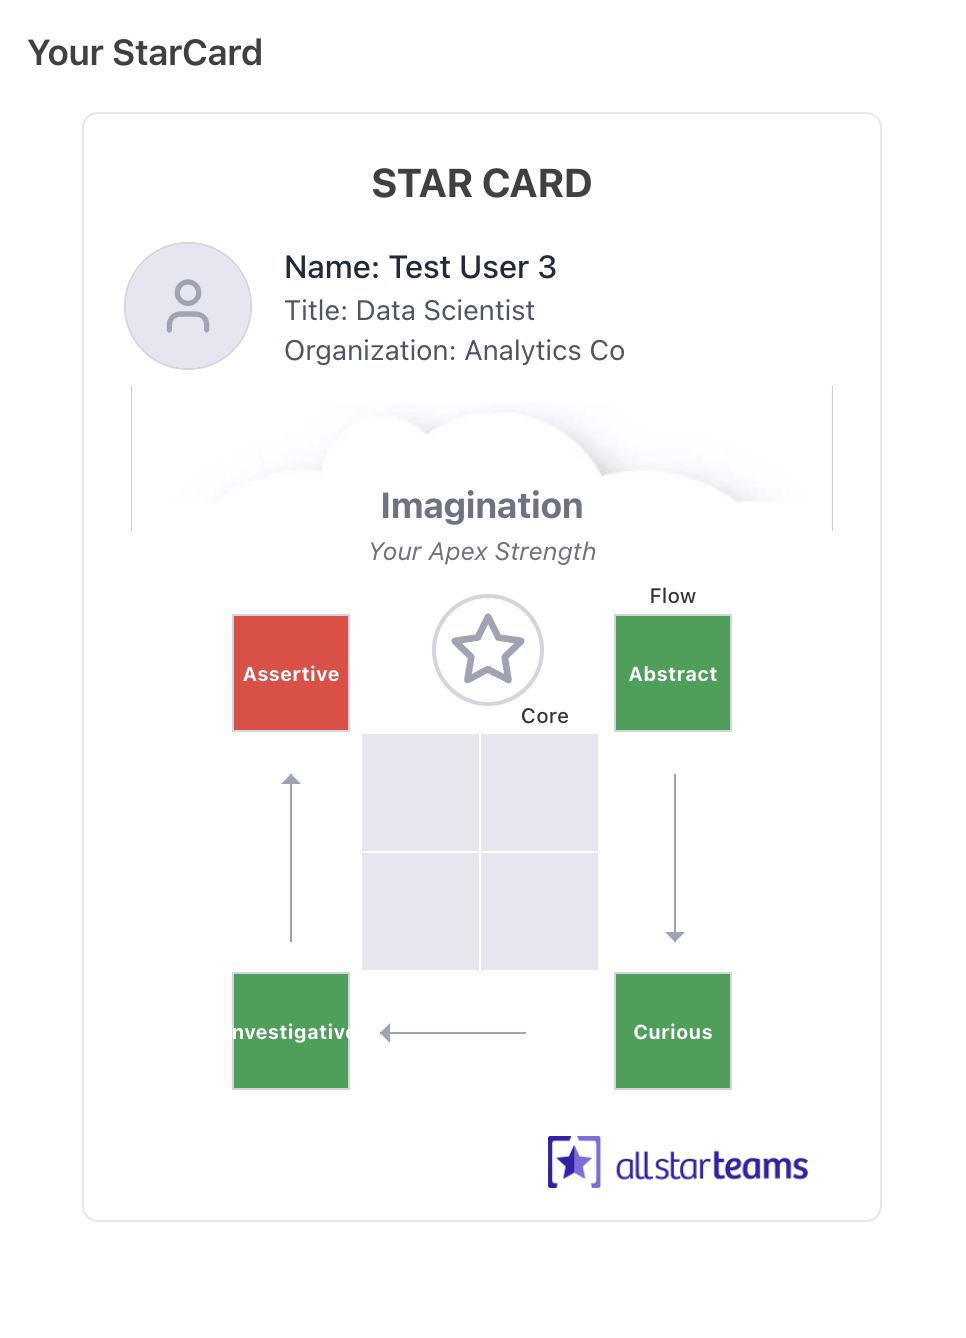 Your StarCard
STAR CARD
Name: Test User 3
Title: Data Scientist
Organization: Analytics Co
Imagination
Your Apex Strength
Flow
Assertive
Abstract
Core
nvestigative
Curious
allstarteams